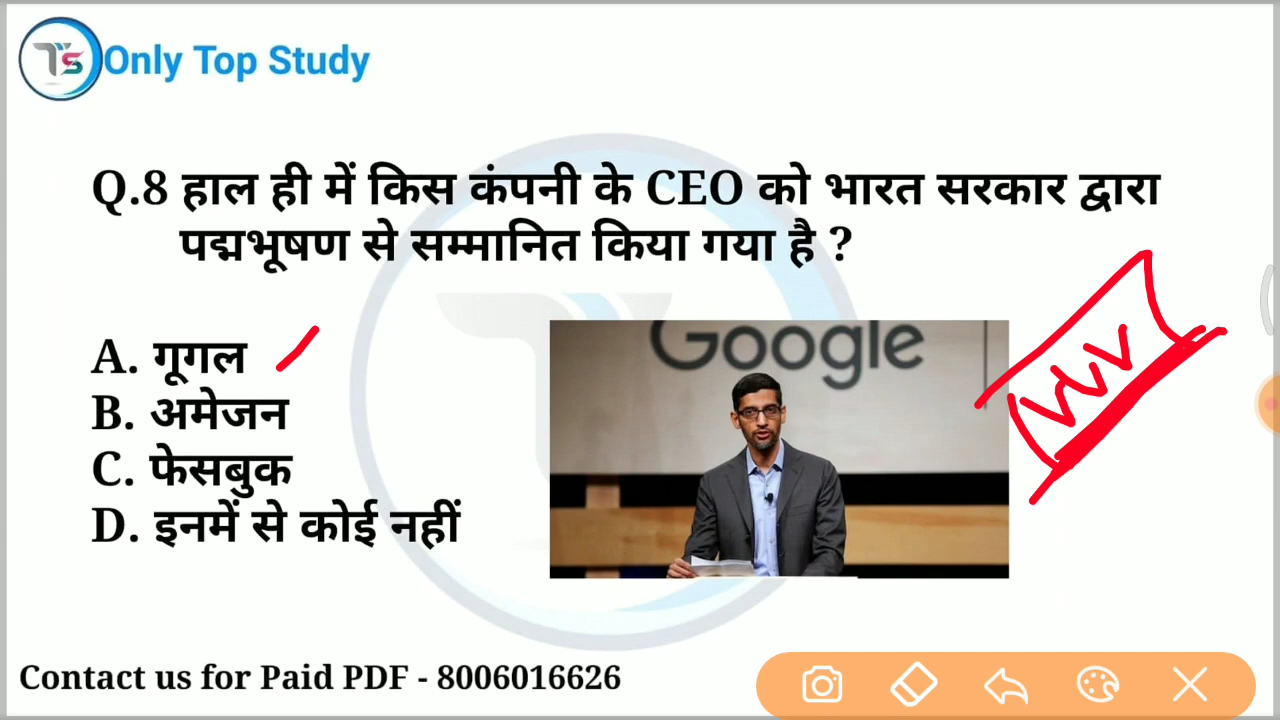 TS Only Top Study
Q.8 हाल ही में किस कंपनी के CEO को भारत सरकार द्वारा
पद्मभूषण से सम्मानित किया गया है ?
A. गूगल
B. अमेजन
C. फेसबुक
D. इनमें से कोई नहीं
Google
VVV
Contact us for Paid PDF - 8006016626